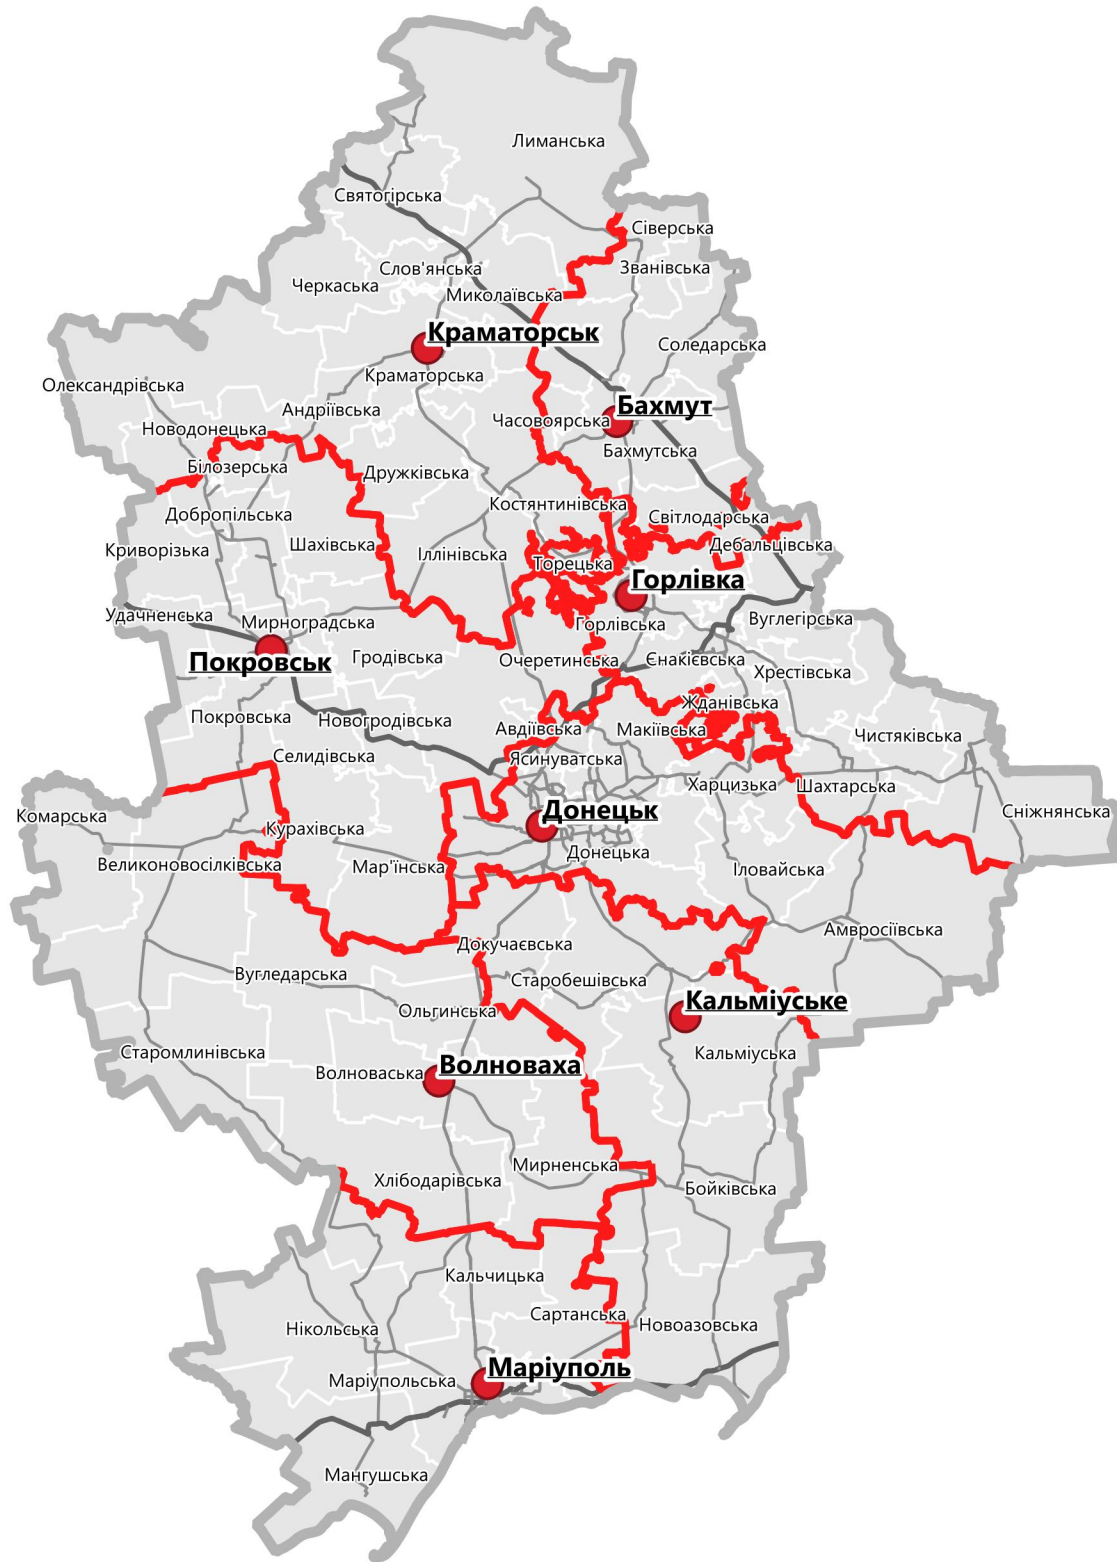 Лиманська
Святогірська
Сіверська
Званівська
Слов'янська
Черкаська
Миколаївська
Краматорськ
Соледарська
Краматорська
Олександрівська
Андріївська
Бахмут
Часовоярська
Новодонецька
Бахмутська
Білозерська
Дружківська
Костянтинівська
Добропільська
Світлодарська
Шахівська
Дебальцівська
Криворізька
Іллінівська
Торецька
Горлівка
Удачненська
Мирноградська
Вуглегірська
Горлівська
Покровськ
Гродівська
Очеретинська
Єнакієвська
Хрестівська
Жданівська
Покровська
Новогродівська
Авдіївська
Макіївська
Чистяківська
Селидівська
Ясинуватська
Харцизька
Шахтарська
Комарська
Донецьк
Сніжнянська
Курахівська
Великоновосілківська
Мар'їнська
Донецька
Іловайська
Амвросіївська
Докучаєвська
Вугледарська
Старобешівська
Ольгинська
Кальміуське
Старомлинівська
Кальміуська
Волноваха
Волноваська
Мирненська
Хлібодарівська
Бойківська
Кальчицька
Сартанська
Нікольська
Новоазовська
Маріуполь
Маріупольська
Мангушська